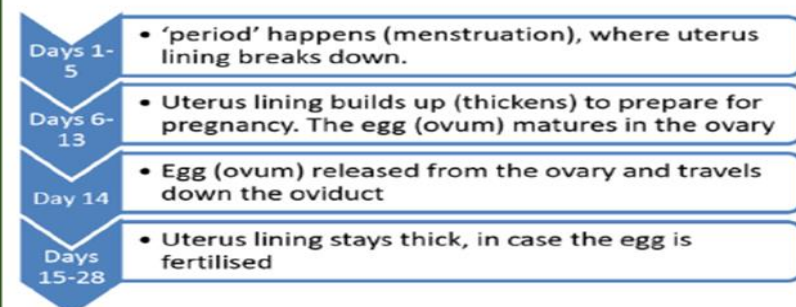 Days 1-
5
• ‘period’ happens (menstruation), where uterus
lining breaks down.
Days 6-
13
• Uterus lining builds up (thickens) to prepare for
pregnancy. The egg (ovum) matures in the ovary
Day 14
• Egg (ovum) released from the ovary and travels
down the oviduct
Days
15-28
• Uterus lining stays thick, in case the egg is
fertilised